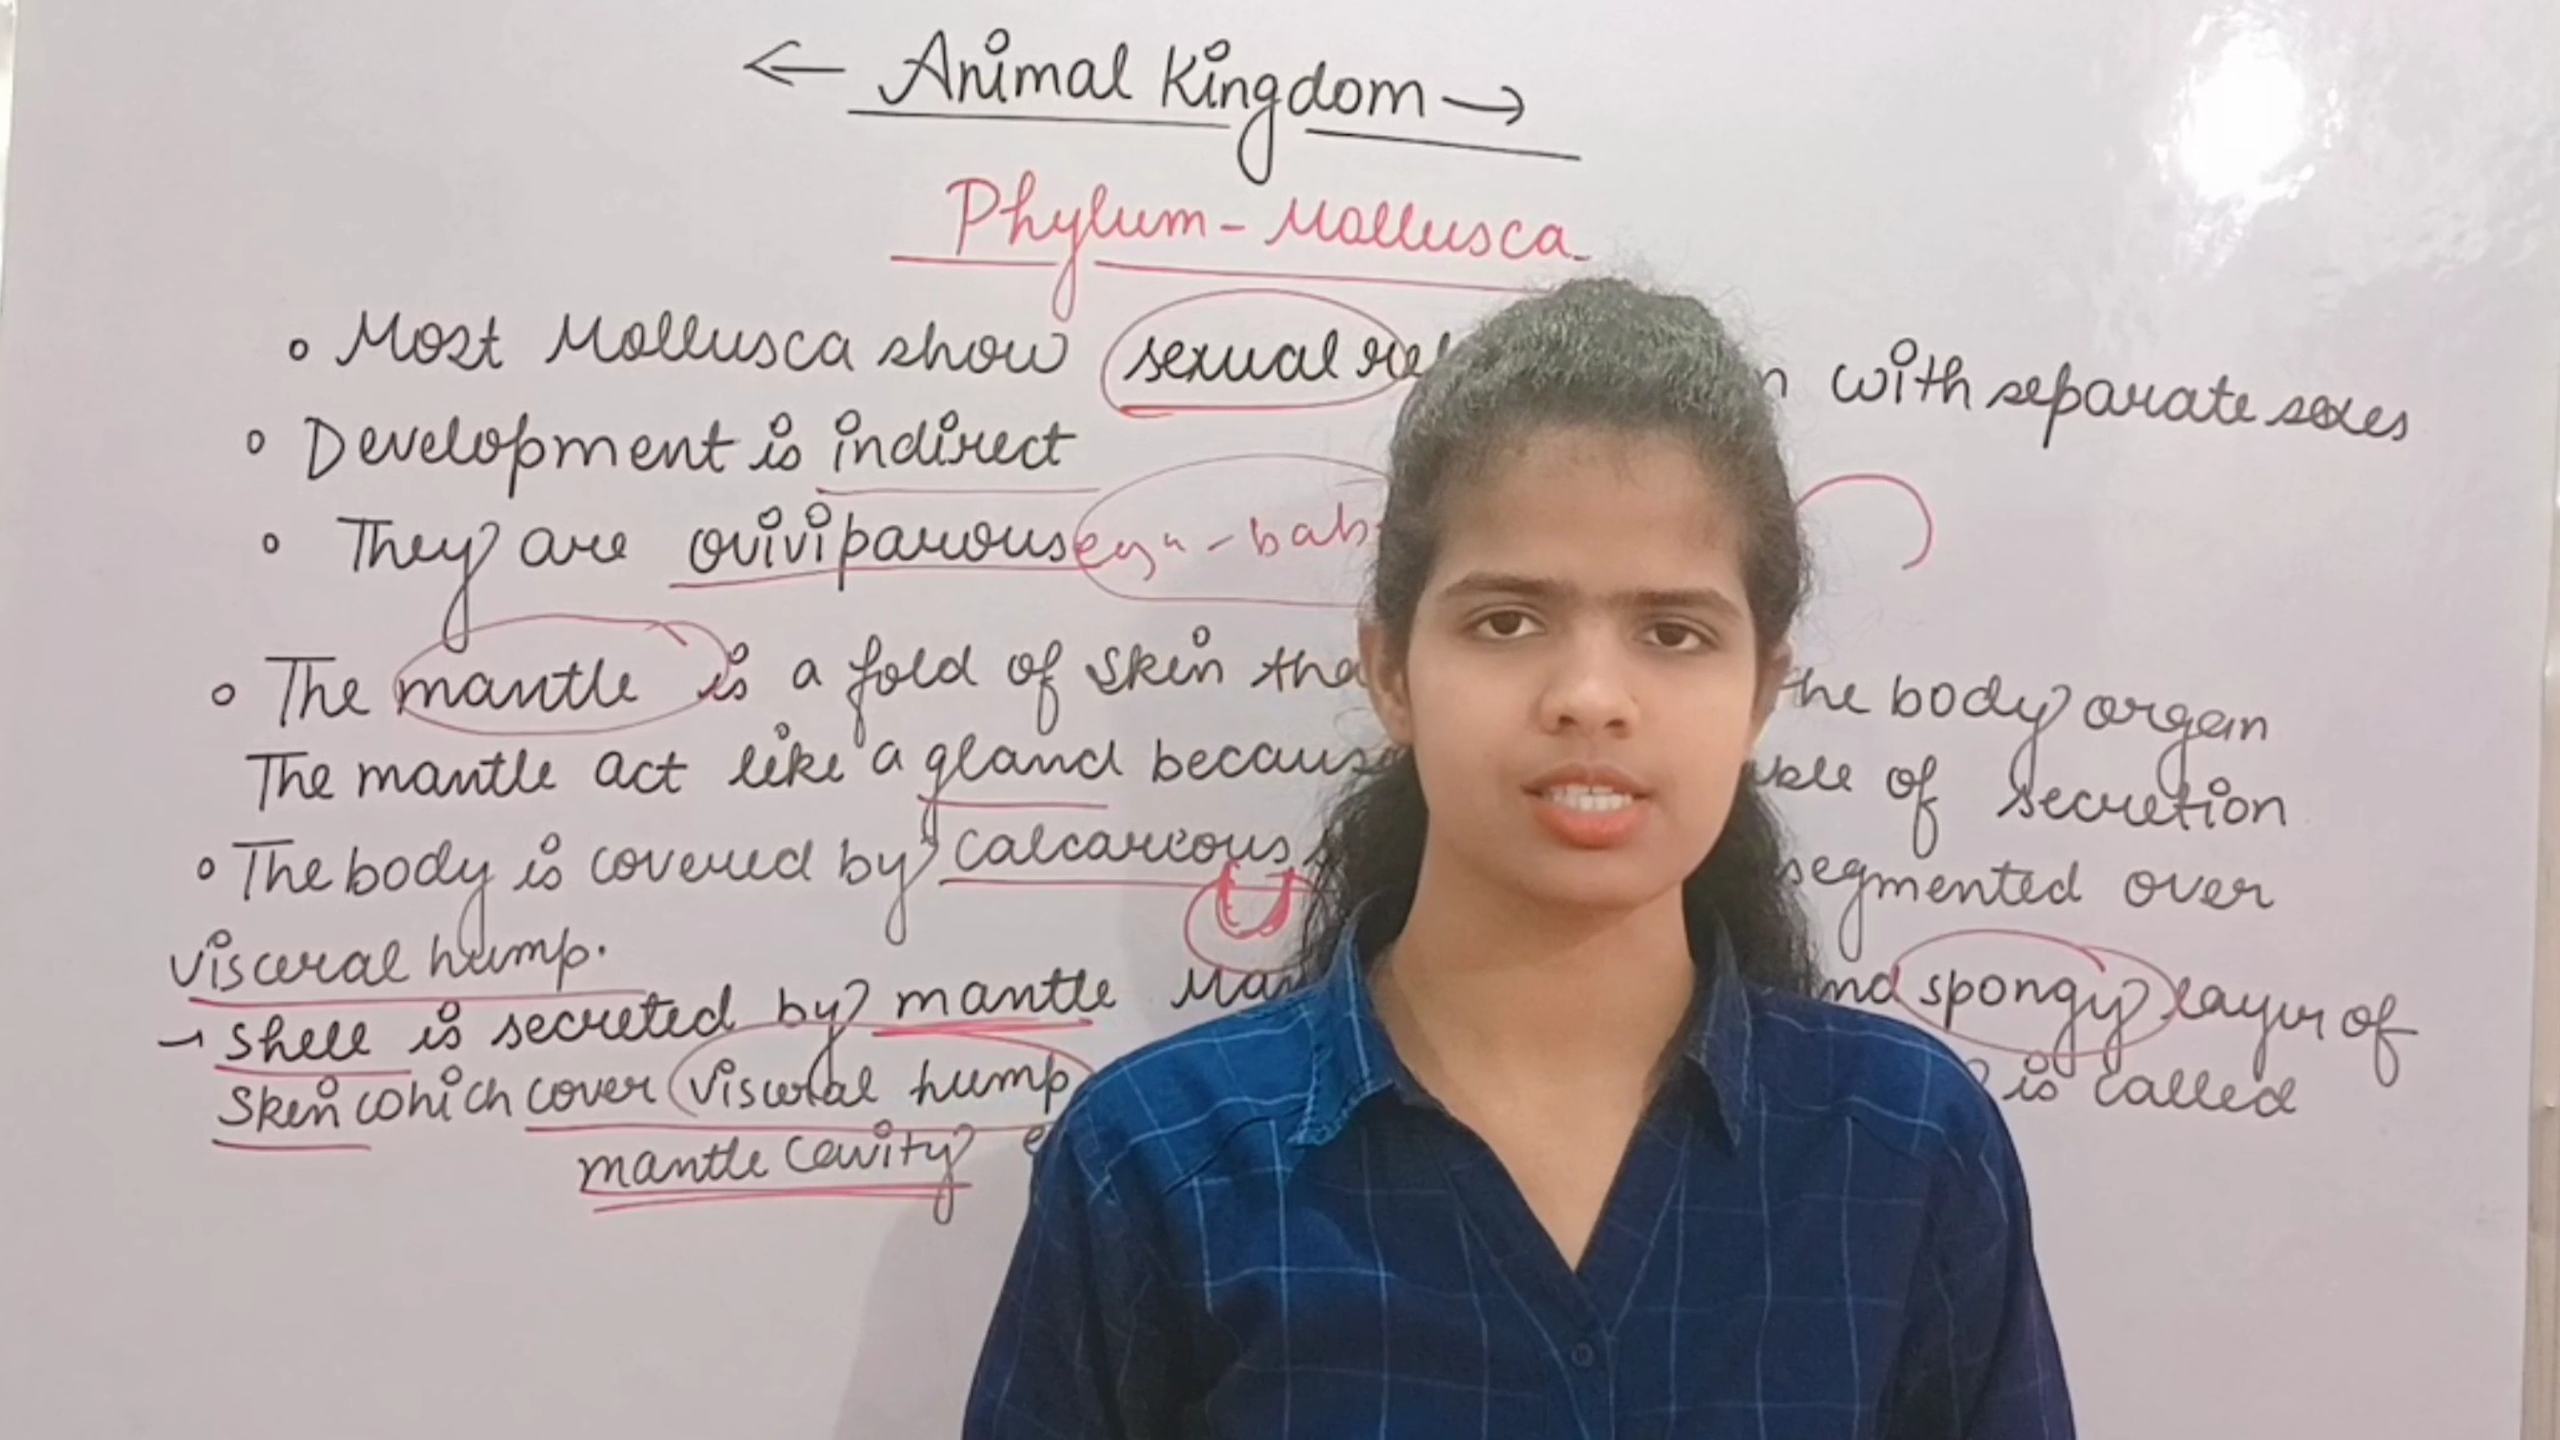 ← Animal Kingdom →
Phylum - Mollusca
Most Mollusca show sexual re n with separate sexes
Development is indirect
They are oviviparous
The mantle is a fold of skin tha the body organ
The mantle act like a gland becaus ble of secretion
The body is covered by calcareous segmented over
visceral hump.
→ shell is secreted by mantle Man nd spongy layer of
skin which cover visceral hump is called
mantle cavity